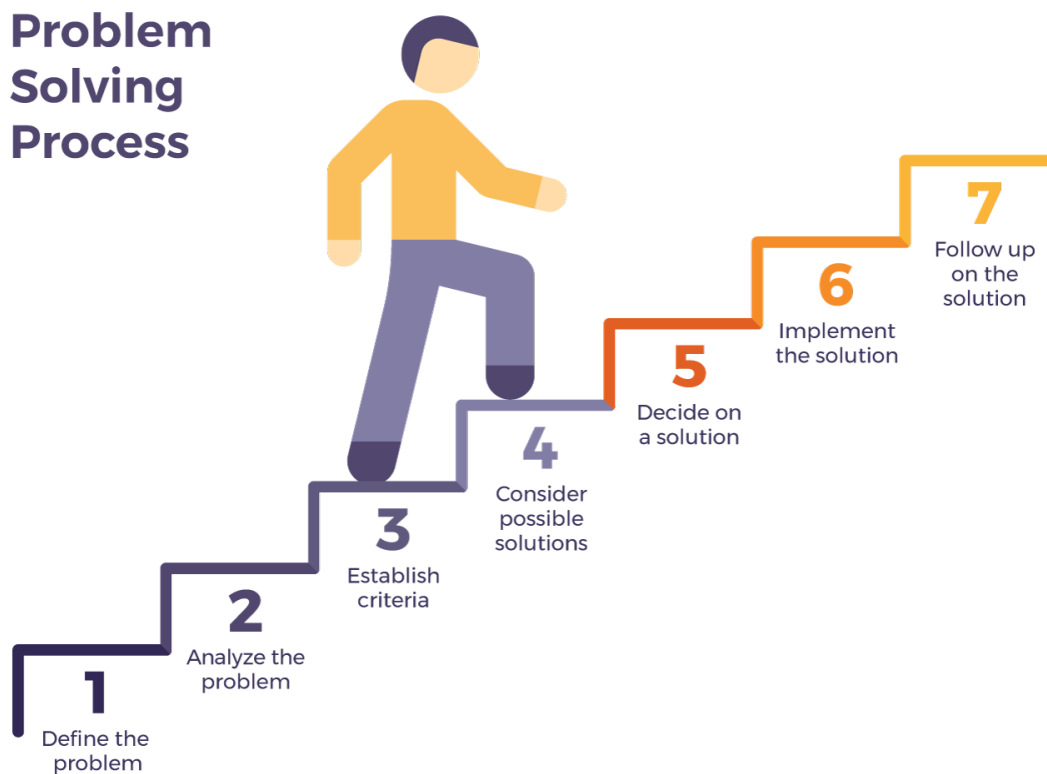 Problem
Solving
Process
1
Define the
problem
2
Analyze the
problem
3
Establish
criteria
4
Consider
possible
solutions
5
Decide on
a solution
6
Implement
the solution
7
Follow up
on the
solution